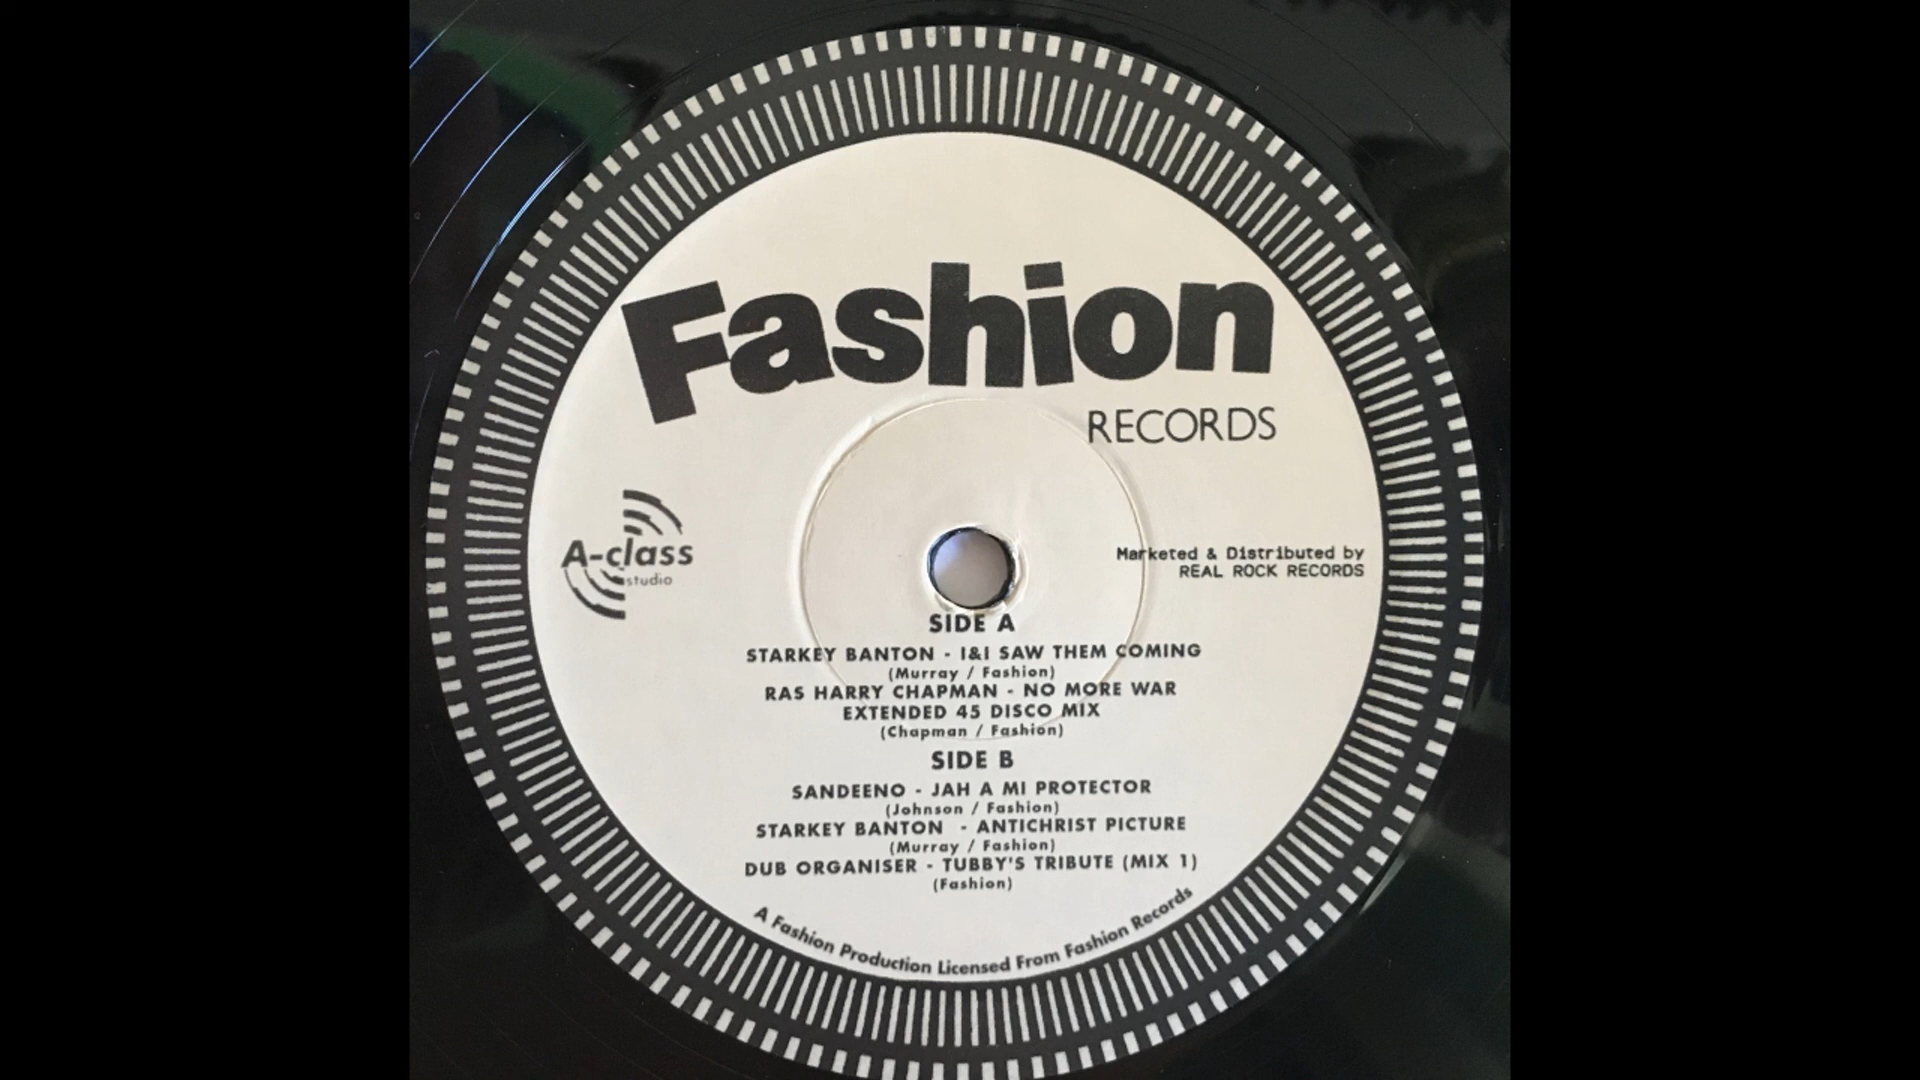 Fashion
RECORDS
A-class
studio
Marketed & Distributed by
REAL ROCK RECORDS
SIDE A
STARKEY BANTON - I&I SAW THEM COMING
(Murray / Fashion)
RAS HARRY CHAPMAN - NO MORE WAR
EXTENDED 45 DISCO MIX
(Chapman / Fashion)
SIDE B
SANDEENO - JAH A MI PROTECTOR
(Johnson / Fashion)
STARKEY BANTON - ANTICHRIST PICTURE
(Murray / Fashion)
DUB ORGANISER - TUBBY'S TRIBUTE (MIX 1)
(Fashion)
A Fashion Production Licensed From Fashion Records